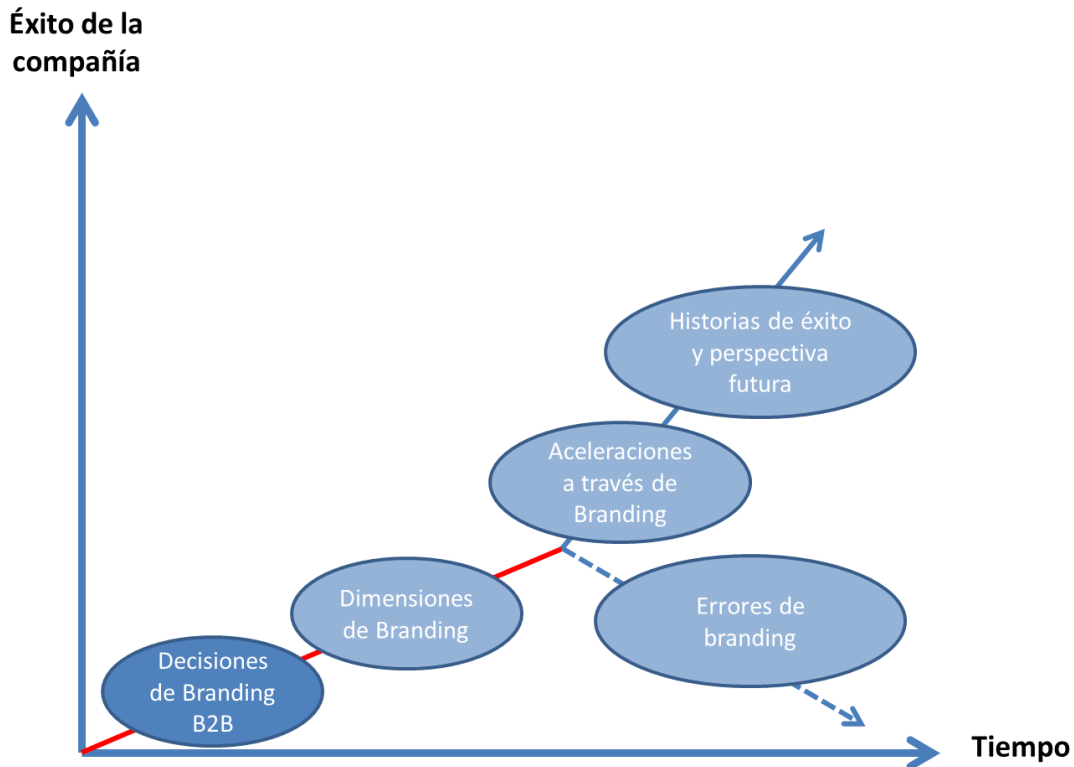 Éxito de la
compañía
Historias de éxito
y perspectiva
futura
Aceleraciones
a través de
Branding
Dimensiones
de Branding
Errores de
branding
Decisiones
de Branding
B2B
Tiempo